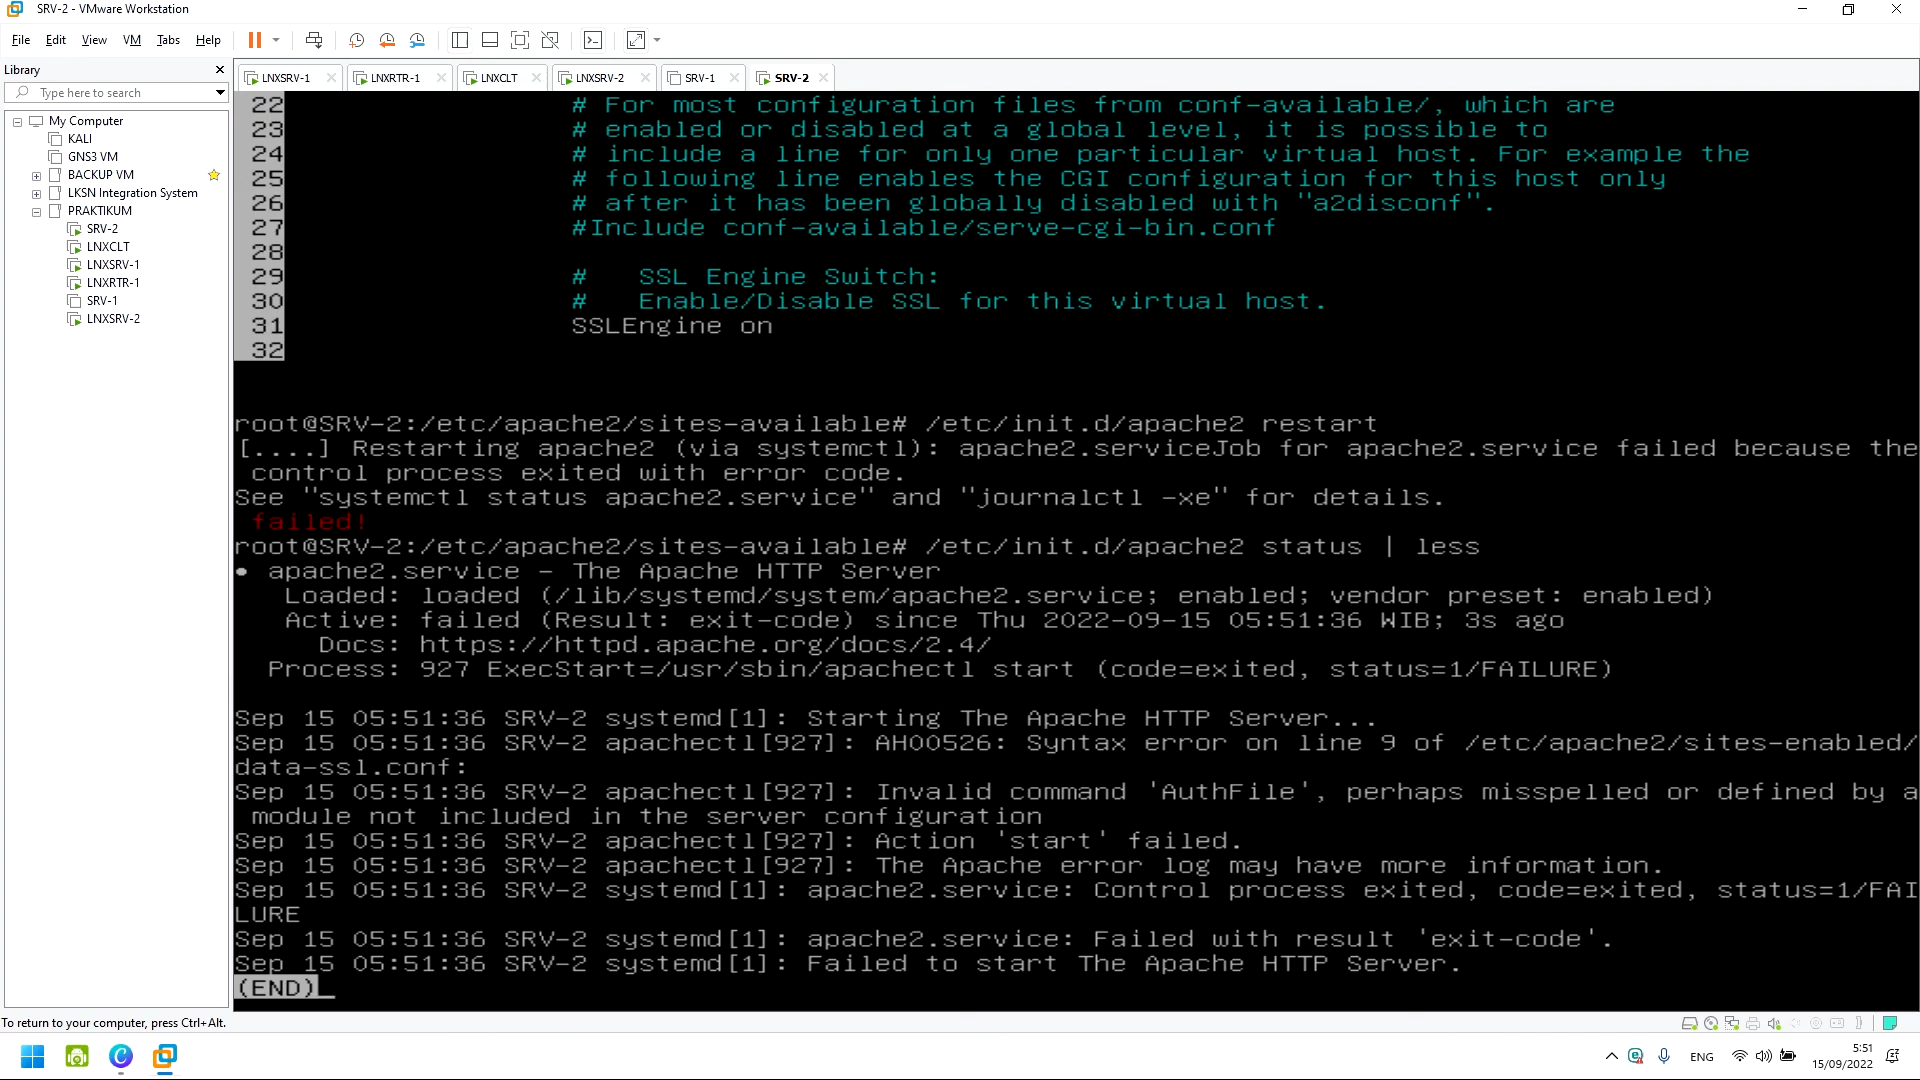 SRV-2 - VMware Workstation
File Edit View VM Tabs Help
Library
Type here to search
My Computer
KALI
GNS3 VM
BACKUP VM
LKSN Integration System
PRAKTIKUM
SRV-2
LNXCLT
LNXSRV-1
LNXRTR-1
SRV-1
LNXSRV-2
LNXSRV-1 LNXRTR-1 LNXCLT LNXSRV-2 SRV-1 SRV-2
22 # For most configuration files from conf-available/, which are
23 # enabled or disabled at a global level, it is possible to
24 # include a line for only one particular virtual host. For example the
25 # following line enables the CGI configuration for this host only
26 # after it has been globally disabled with "a2disconf".
27 #Include conf-available/serve-cgi-bin.conf
28
29 # SSL Engine Switch:
30 # Enable/Disable SSL for this virtual host.
31 SSLEngine on
32
root@SRV-2:/etc/apache2/sites-available# /etc/init.d/apache2 restart
[....] Restarting apache2 (via systemctl): apache2.serviceJob for apache2.service failed because the
control process exited with error code.
See "systemctl status apache2.service" and "journalctl -xe" for details.
failed!
root@SRV-2:/etc/apache2/sites-available# /etc/init.d/apache2 status | less
● apache2.service - The Apache HTTP Server
Loaded: loaded (/lib/systemd/system/apache2.service; enabled; vendor preset: enabled)
Active: failed (Result: exit-code) since Thu 2022-09-15 05:51:36 WIB; 3s ago
Docs: https://httpd.apache.org/docs/2.4/
Process: 927 ExecStart=/usr/sbin/apachectl start (code=exited, status=1/FAILURE)
Sep 15 05:51:36 SRV-2 systemd[1]: Starting The Apache HTTP Server...
Sep 15 05:51:36 SRV-2 apachectl[927]: AH00526: Syntax error on line 9 of /etc/apache2/sites-enabled/
data-ssl.conf:
Sep 15 05:51:36 SRV-2 apachectl[927]: Invalid command 'AuthFile', perhaps misspelled or defined by a
module not included in the server configuration
Sep 15 05:51:36 SRV-2 apachectl[927]: Action 'start' failed.
Sep 15 05:51:36 SRV-2 apachectl[927]: The Apache error log may have more information.
Sep 15 05:51:36 SRV-2 systemd[1]: apache2.service: Control process exited, code=exited, status=1/FAI
LURE
Sep 15 05:51:36 SRV-2 systemd[1]: apache2.service: Failed with result 'exit-code'.
Sep 15 05:51:36 SRV-2 systemd[1]: Failed to start The Apache HTTP Server.
(END)
To return to your computer, press Ctrl+Alt.
ENG
5:51
15/09/2022